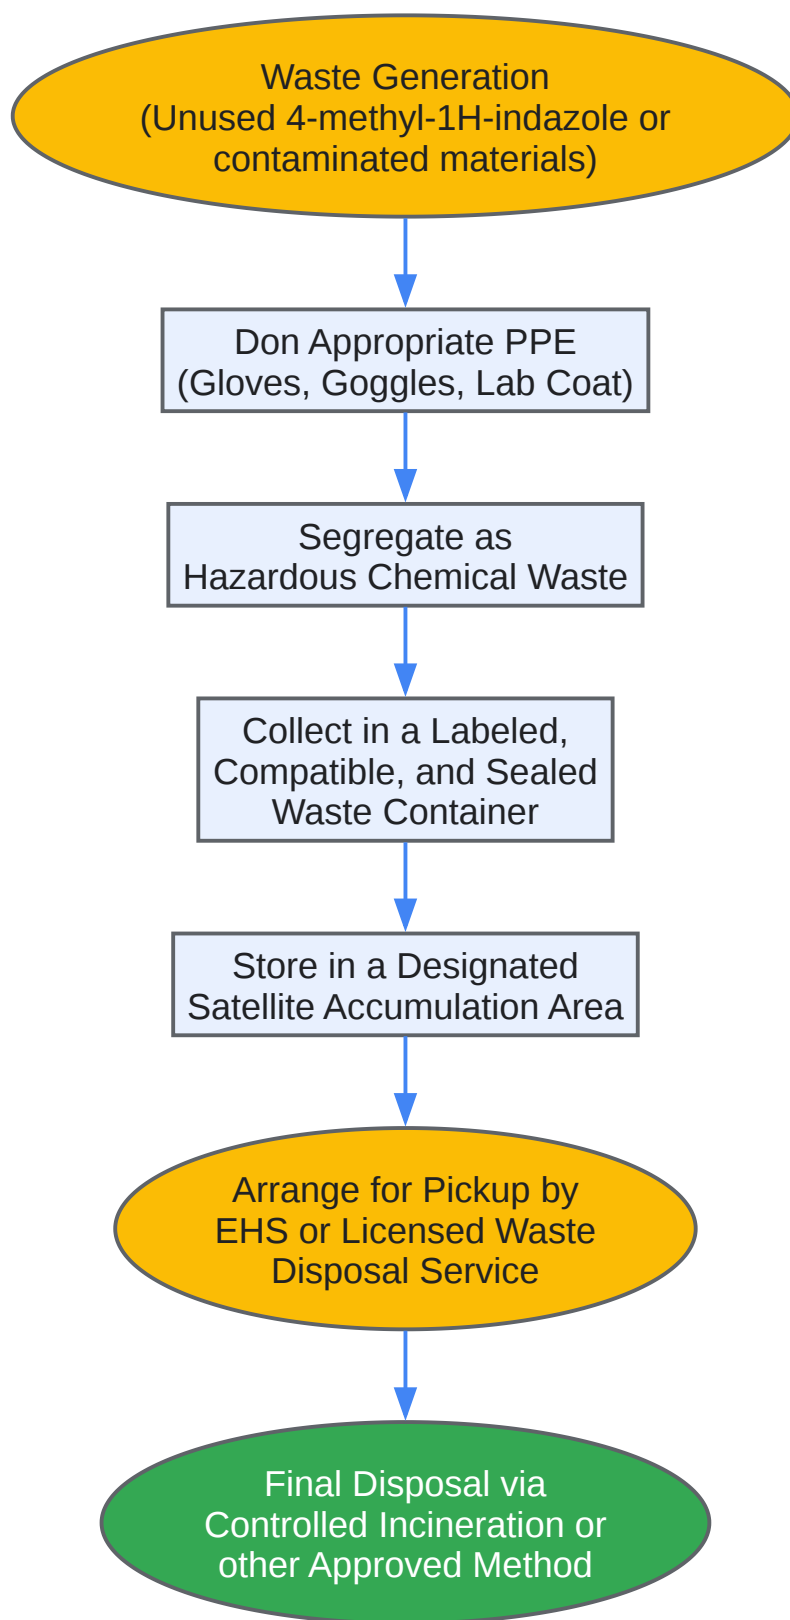 Waste Generation
(Unused 4-methyl-1H-indazole or
contaminated materials)
Don Appropriate PPE
(Gloves, Goggles, Lab Coat)
Segregate as
Hazardous Chemical Waste
Collect in a Labeled,
Compatible, and Sealed
Waste Container
Store in a Designated
Satellite Accumulation Area
Arrange for Pickup by
EHS or Licensed Waste
Disposal Service
Final Disposal via
Controlled Incineration or
other Approved Method